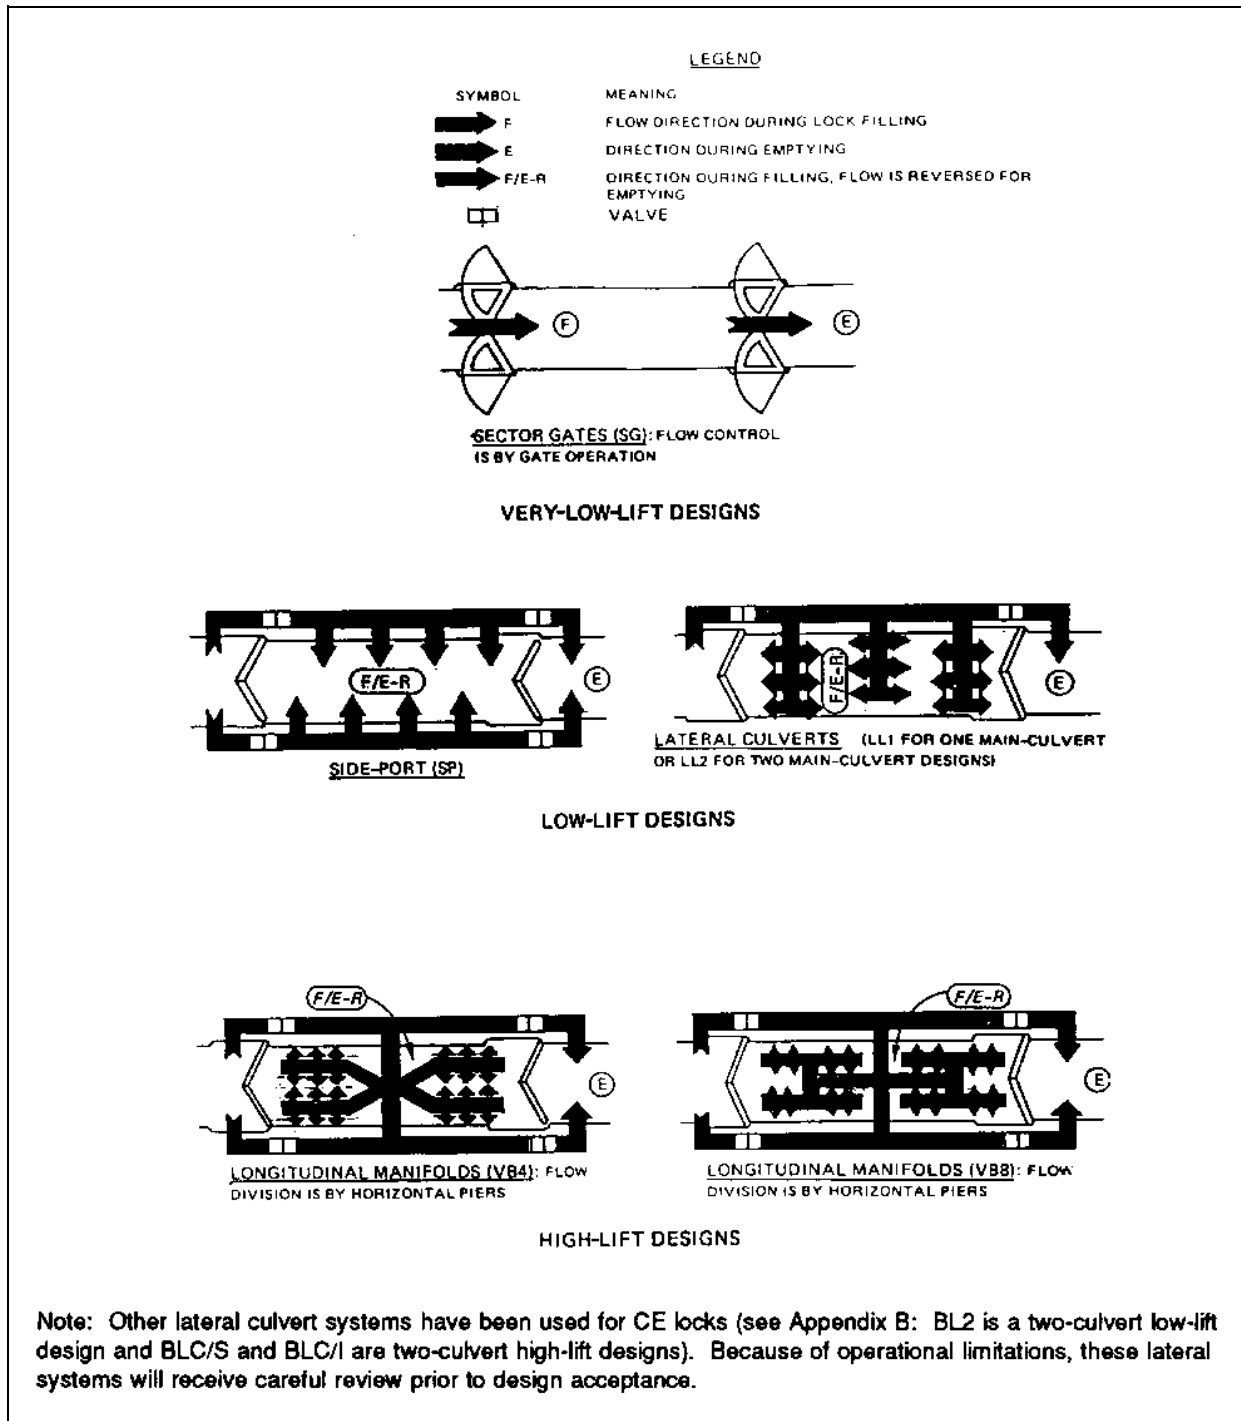 LEGEND
SYMBOL MEANING
F FLOW DIRECTION DURING LOCK FILLING
E DIRECTION DURING EMPTYING
F/E-R DIRECTION DURING FILLING, FLOW IS REVERSED FOR
EMPTYING
VALVE
F E
SECTOR GATES (SG): FLOW CONTROL
IS BY GATE OPERATION
VERY-LOW-LIFT DESIGNS
F/E-R E
SIDE-PORT (SP)
F/E-R E
LATERAL CULVERTS (LL1 FOR ONE MAIN-CULVERT
OR LL2 FOR TWO MAIN-CULVERT DESIGNS)
LOW-LIFT DESIGNS
F/E-R
E
LONGITUDINAL MANIFOLDS (VB4): FLOW
DIVISION IS BY HORIZONTAL PIERS
F/E-R
E
LONGITUDINAL MANIFOLDS (VB8): FLOW
DIVISION IS BY HORIZONTAL PIERS
HIGH-LIFT DESIGNS
Note: Other lateral culvert systems have been used for CE locks (see Appendix B: BL2 is a two-culvert low-lift
design and BLC/S and BLC/I are two-culvert high-lift designs). Because of operational limitations, these lateral
systems will receive careful review prior to design acceptance.